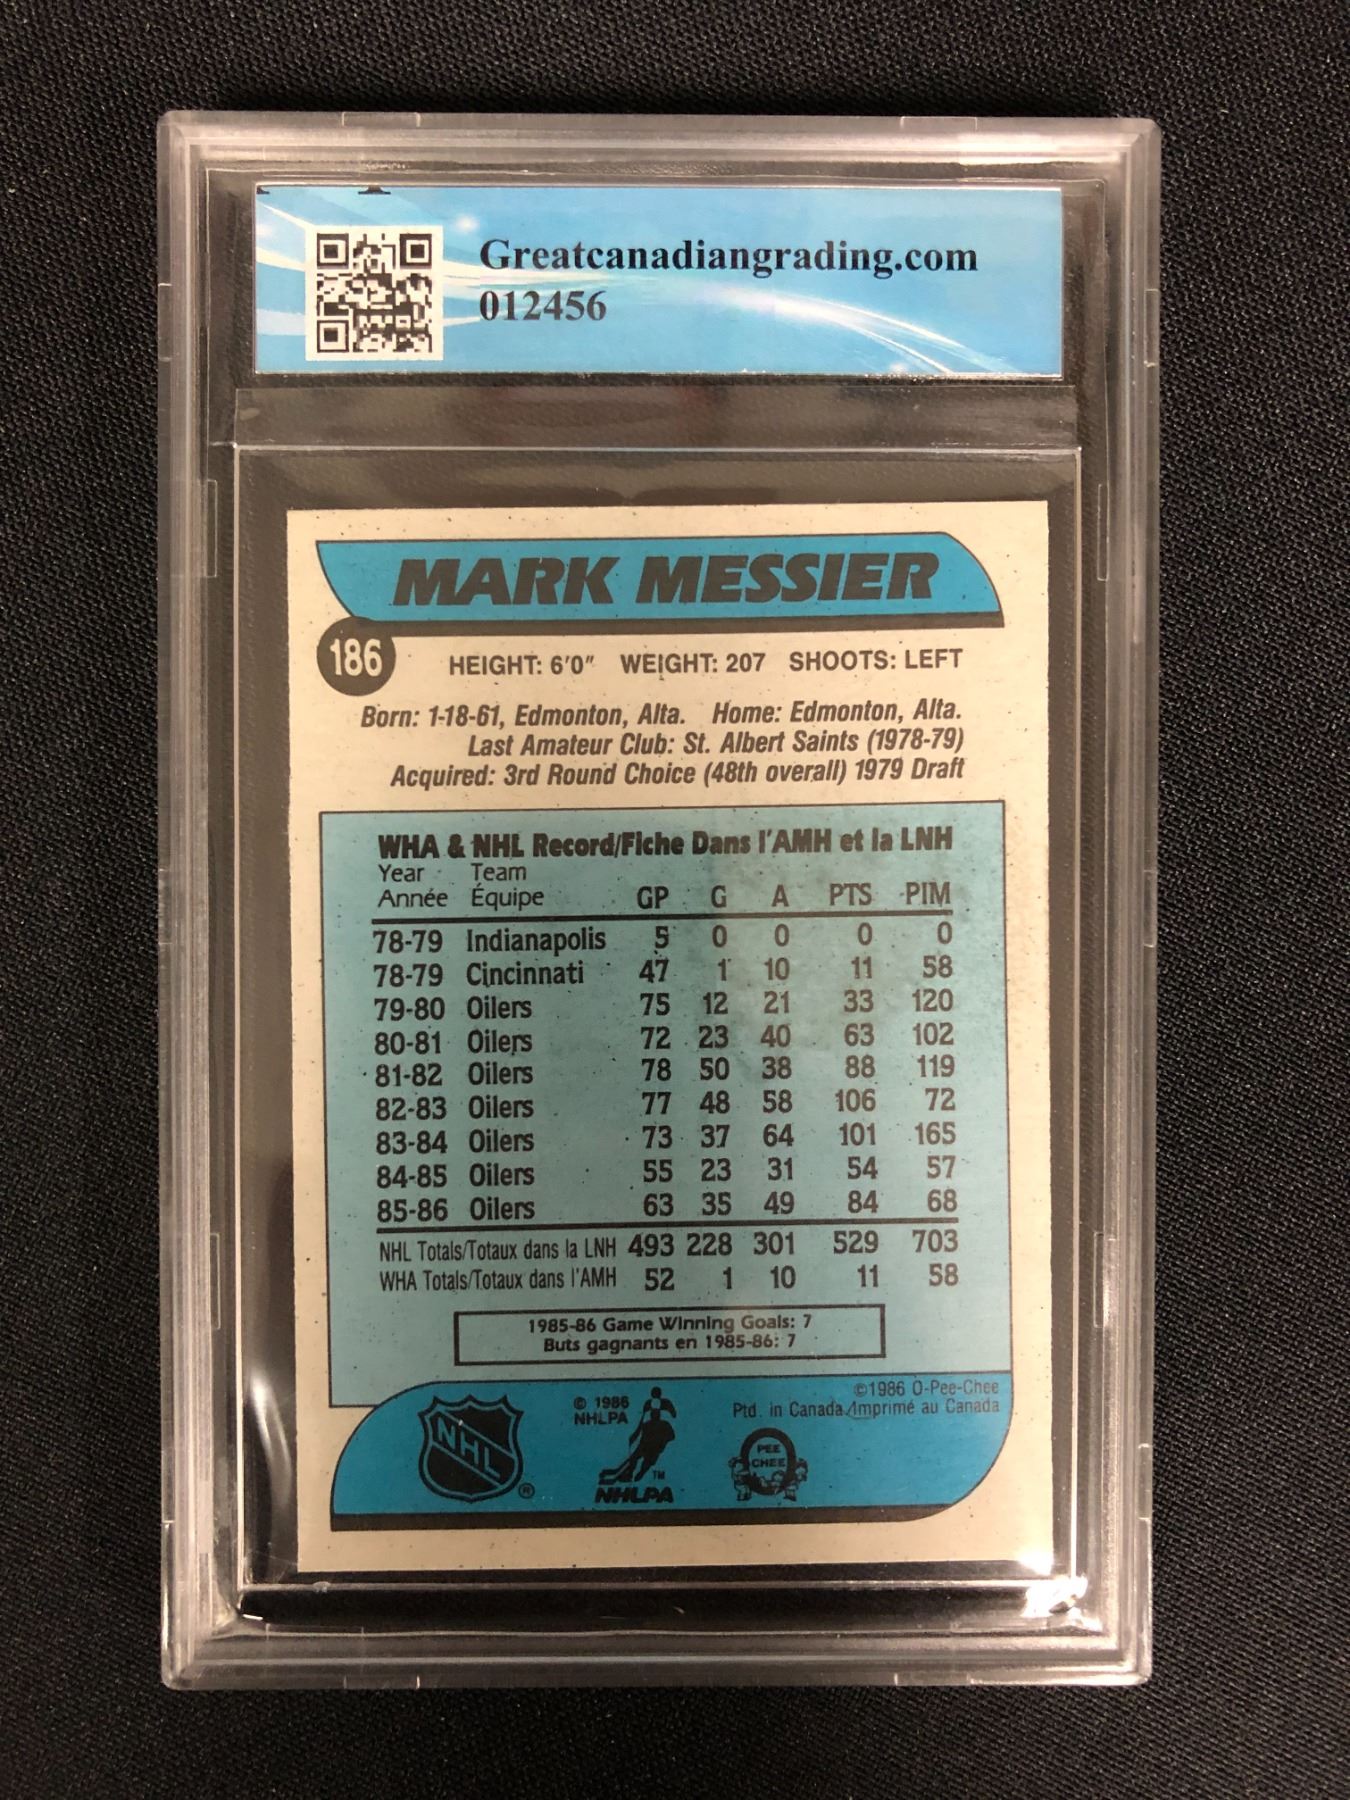 Greatcanadiangrading.com
012456
MARK MESSIER
186
HEIGHT: 6'0" WEIGHT: 207 SHOOTS: LEFT
Born: 1-18-61, Edmonton, Alta. Home: Edmonton, Alta.
Last Amateur Club: St. Albert Saints (1978-79)
Acquired: 3rd Round Choice (48th overall) 1979 Draft
WHA & NHL Record/Fiche Dans l'AMH et la LNH
Year Team
Année Équipe GP G A PTS PIM
78-79 Indianapolis 5 0 0 0 0
78-79 Cincinnati 47 1 10 11 58
79-80 Oilers 75 12 21 33 120
80-81 Oilers 72 23 40 63 102
81-82 Oilers 78 50 38 88 119
82-83 Oilers 77 48 58 106 72
83-84 Oilers 73 37 64 101 165
84-85 Oilers 55 23 31 54 57
85-86 Oilers 63 35 49 84 68
NHL Totals/Totaux dans la LNH 493 228 301 529 703
WHA Totals/Totaux dans l'AMH 52 1 10 11 58
1985-86 Game Winning Goals: 7
Buts gagnants en 1985-86: 7
©1986 O-Pee-Chee
Ptd. in Canada/Imprimé au Canada
© 1986
NHLPA
NHL
®
TM
NHLPA
PEE
CHEE